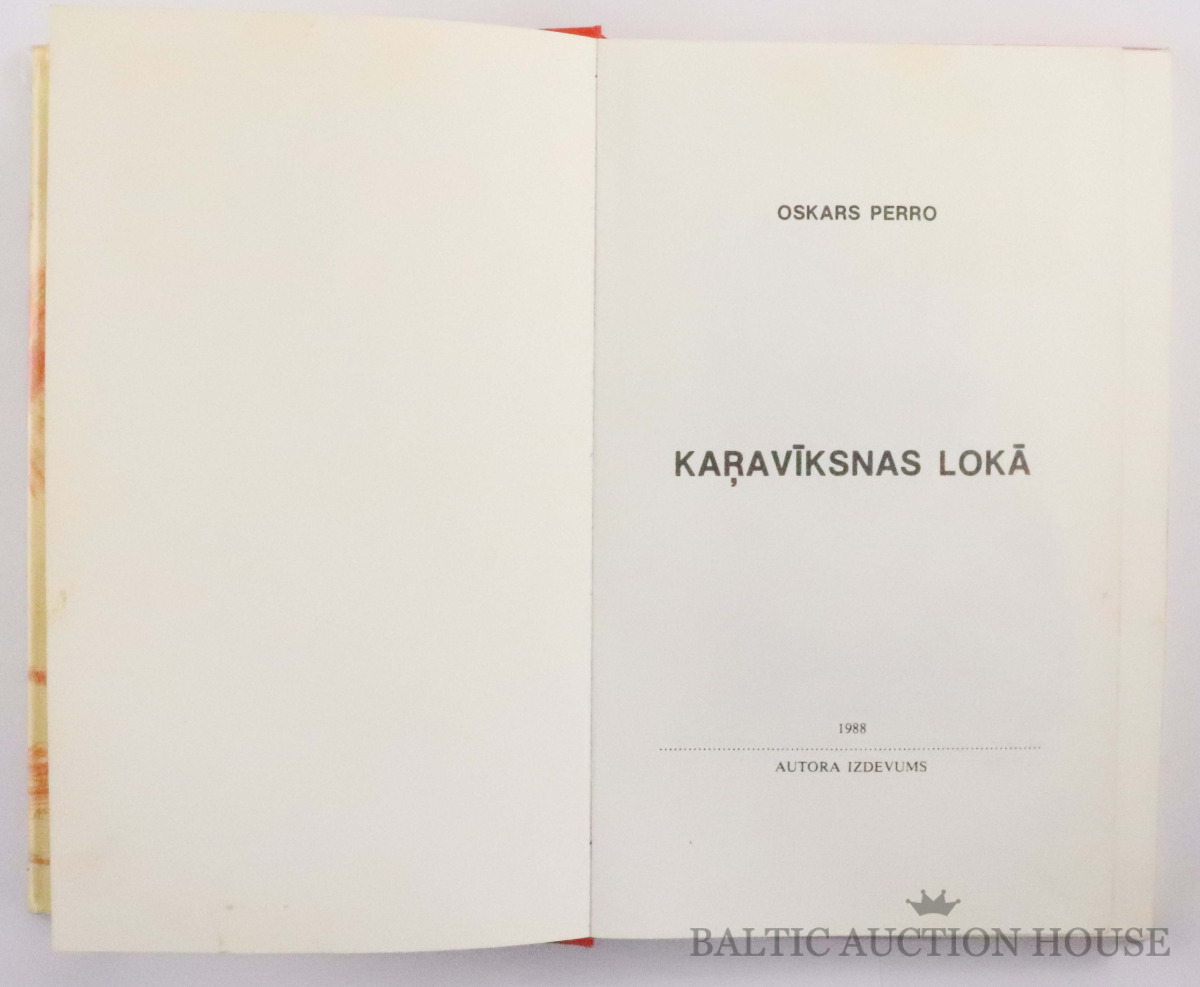 OSKARS PERRO
KAŖAVĪKSNAS LOKĀ
1988
AUTORA IZDEVUMS
BALTIC AUCTION HOUSE